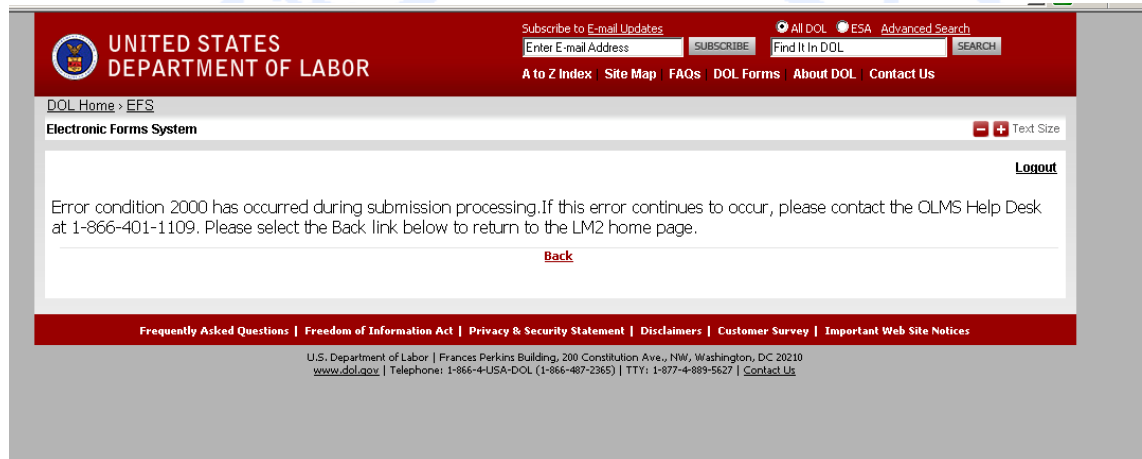 Subscribe to E-mail Updates
All DOL ESA Advanced Search
UNITED STATES
DEPARTMENT OF LABOR
Enter E-mail Address SUBSCRIBE Find It In DOL SEARCH
A to Z Index | Site Map | FAQs | DOL Forms | About DOL | Contact Us
DOL Home > EFS
Electronic Forms System
Text Size
Logout
Error condition 2000 has occurred during submission processing.If this error continues to occur, please contact the OLMS Help Desk
at 1-866-401-1109. Please select the Back link below to return to the LM2 home page.
Back
Frequently Asked Questions | Freedom of Information Act | Privacy & Security Statement | Disclaimers | Customer Survey | Important Web Site Notices
U.S. Department of Labor | Frances Perkins Building, 200 Constitution Ave., NW, Washington, DC 20210
www.dol.gov | Telephone: 1-866-4-USA-DOL (1-866-487-2365) | TTY: 1-877-4-889-5627 | Contact Us